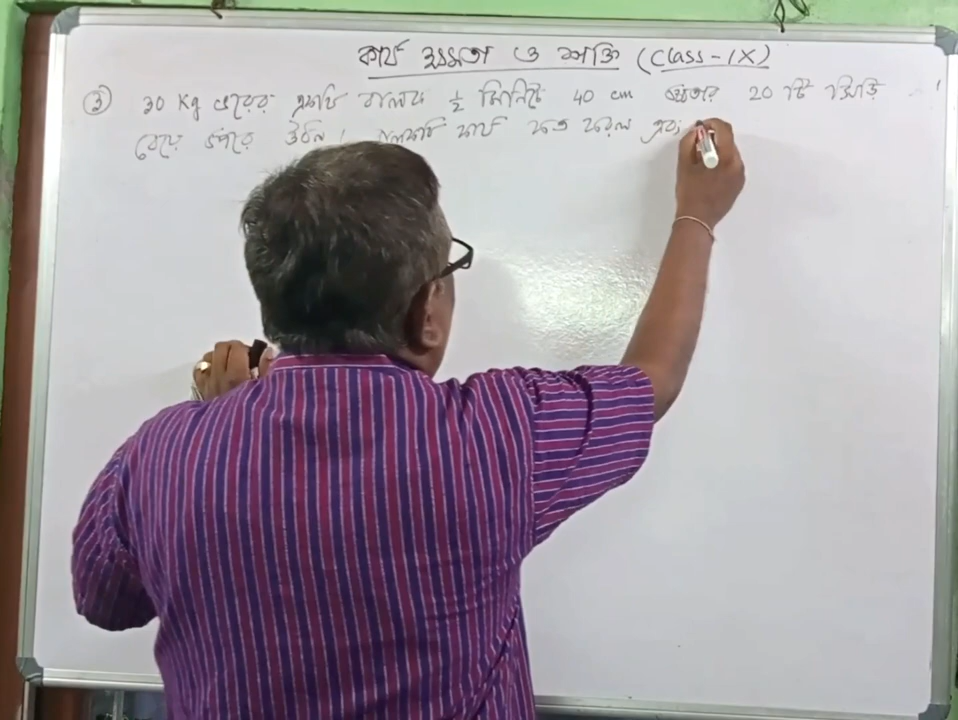 কার্য ক্ষমতা ও শক্তি (Class-IX)
③ 30 Kg ভরের একটি বালক ½ মিনিটে 40 cm উচ্চতার 20 টি সিঁড়ি
বেয়ে উপরে উঠল। বালকটি কার্য কত করল এবং